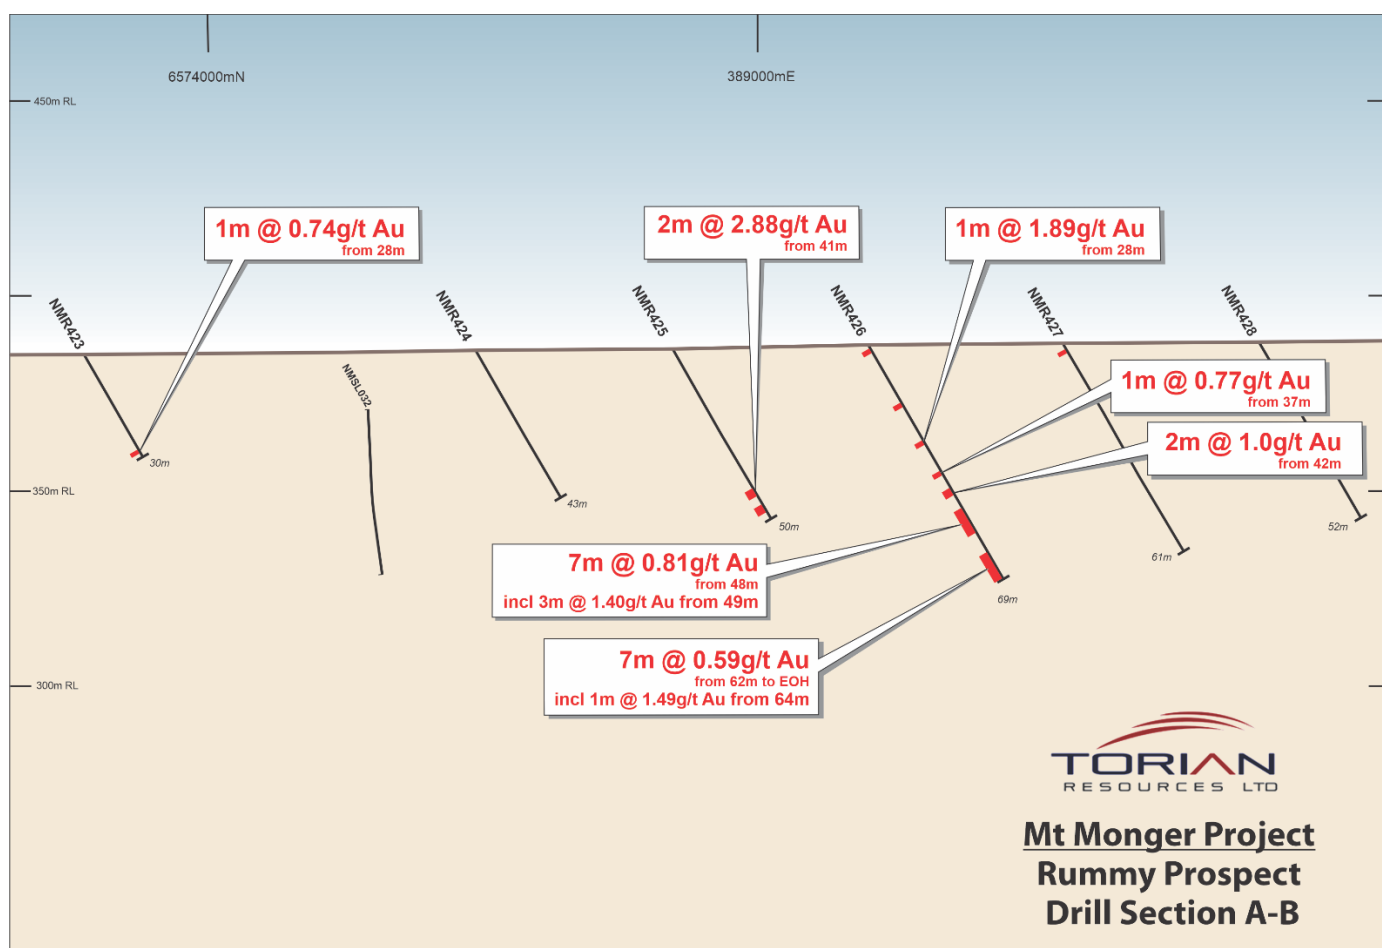 6574000mN
389000mE
450m RL
1m @ 0.74g/t Au
from 28m
2m @ 2.88g/t Au
from 41m
1m @ 1.89g/t Au
from 28m
NMR423
NMR424
NMR425
NMR426
NMR427
NMR428
NMSL032
1m @ 0.77g/t Au
from 37m
2m @ 1.0g/t Au
from 42m
30m
350m RL
43m
50m
52m
61m
7m @ 0.81g/t Au
from 48m
incl 3m @ 1.40g/t Au from 49m
69m
7m @ 0.59g/t Au
from 62m to EOH
incl 1m @ 1.49g/t Au from 64m
300m RL
TORIAN
RESOURCES LTD
Mt Monger Project
Rummy Prospect
Drill Section A-B